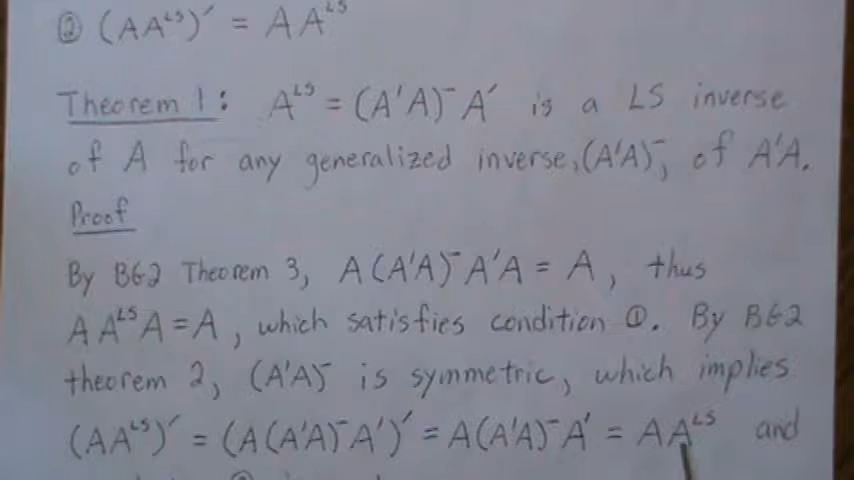 ② (AA^LS)′ = AA^LS
Theorem 1: A^LS = (A′A)⁻A′ is a LS inverse
of A for any generalized inverse, (A′A)⁻, of A′A.
Proof
By BG2 Theorem 3, A(A′A)⁻A′A = A, thus
AA^LS A = A, which satisfies condition ①. By BG2
theorem 2, (A′A)⁻ is symmetric, which implies
(AA^LS)′ = (A(A′A)⁻A′)′ = A(A′A)⁻A′ = AA^LS and